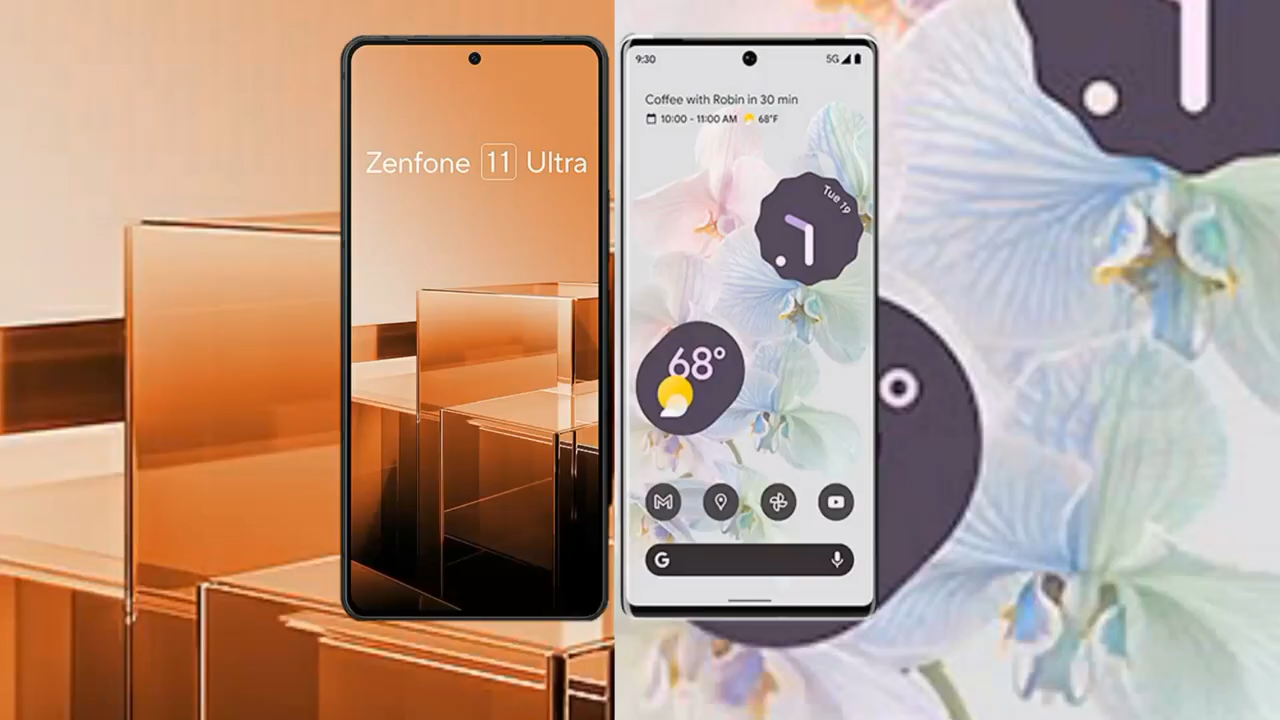 Zenfone 11 Ultra
9:30
5G
Coffee with Robin in 30 min
10:00 - 11:00 AM 68°F
Tue 19
68°
G